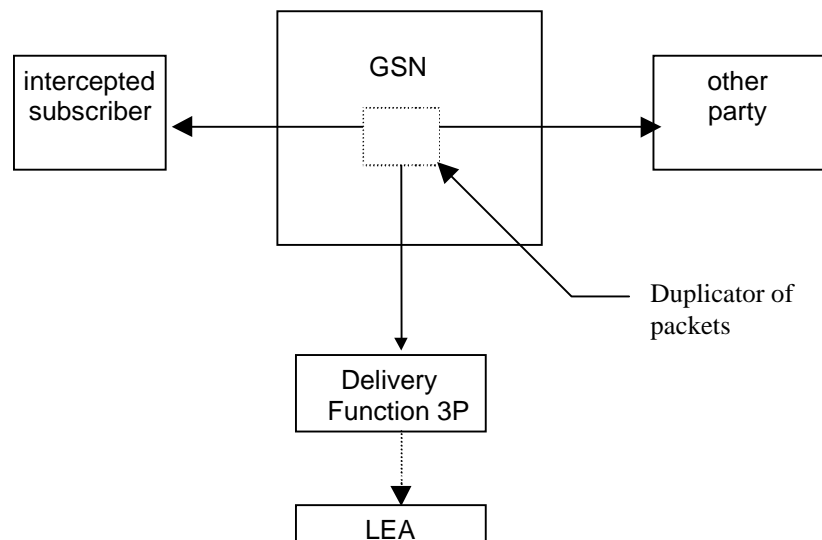 GSN
intercepted
subscriber
other
party
Duplicator of
packets
Delivery
Function 3P
LEA